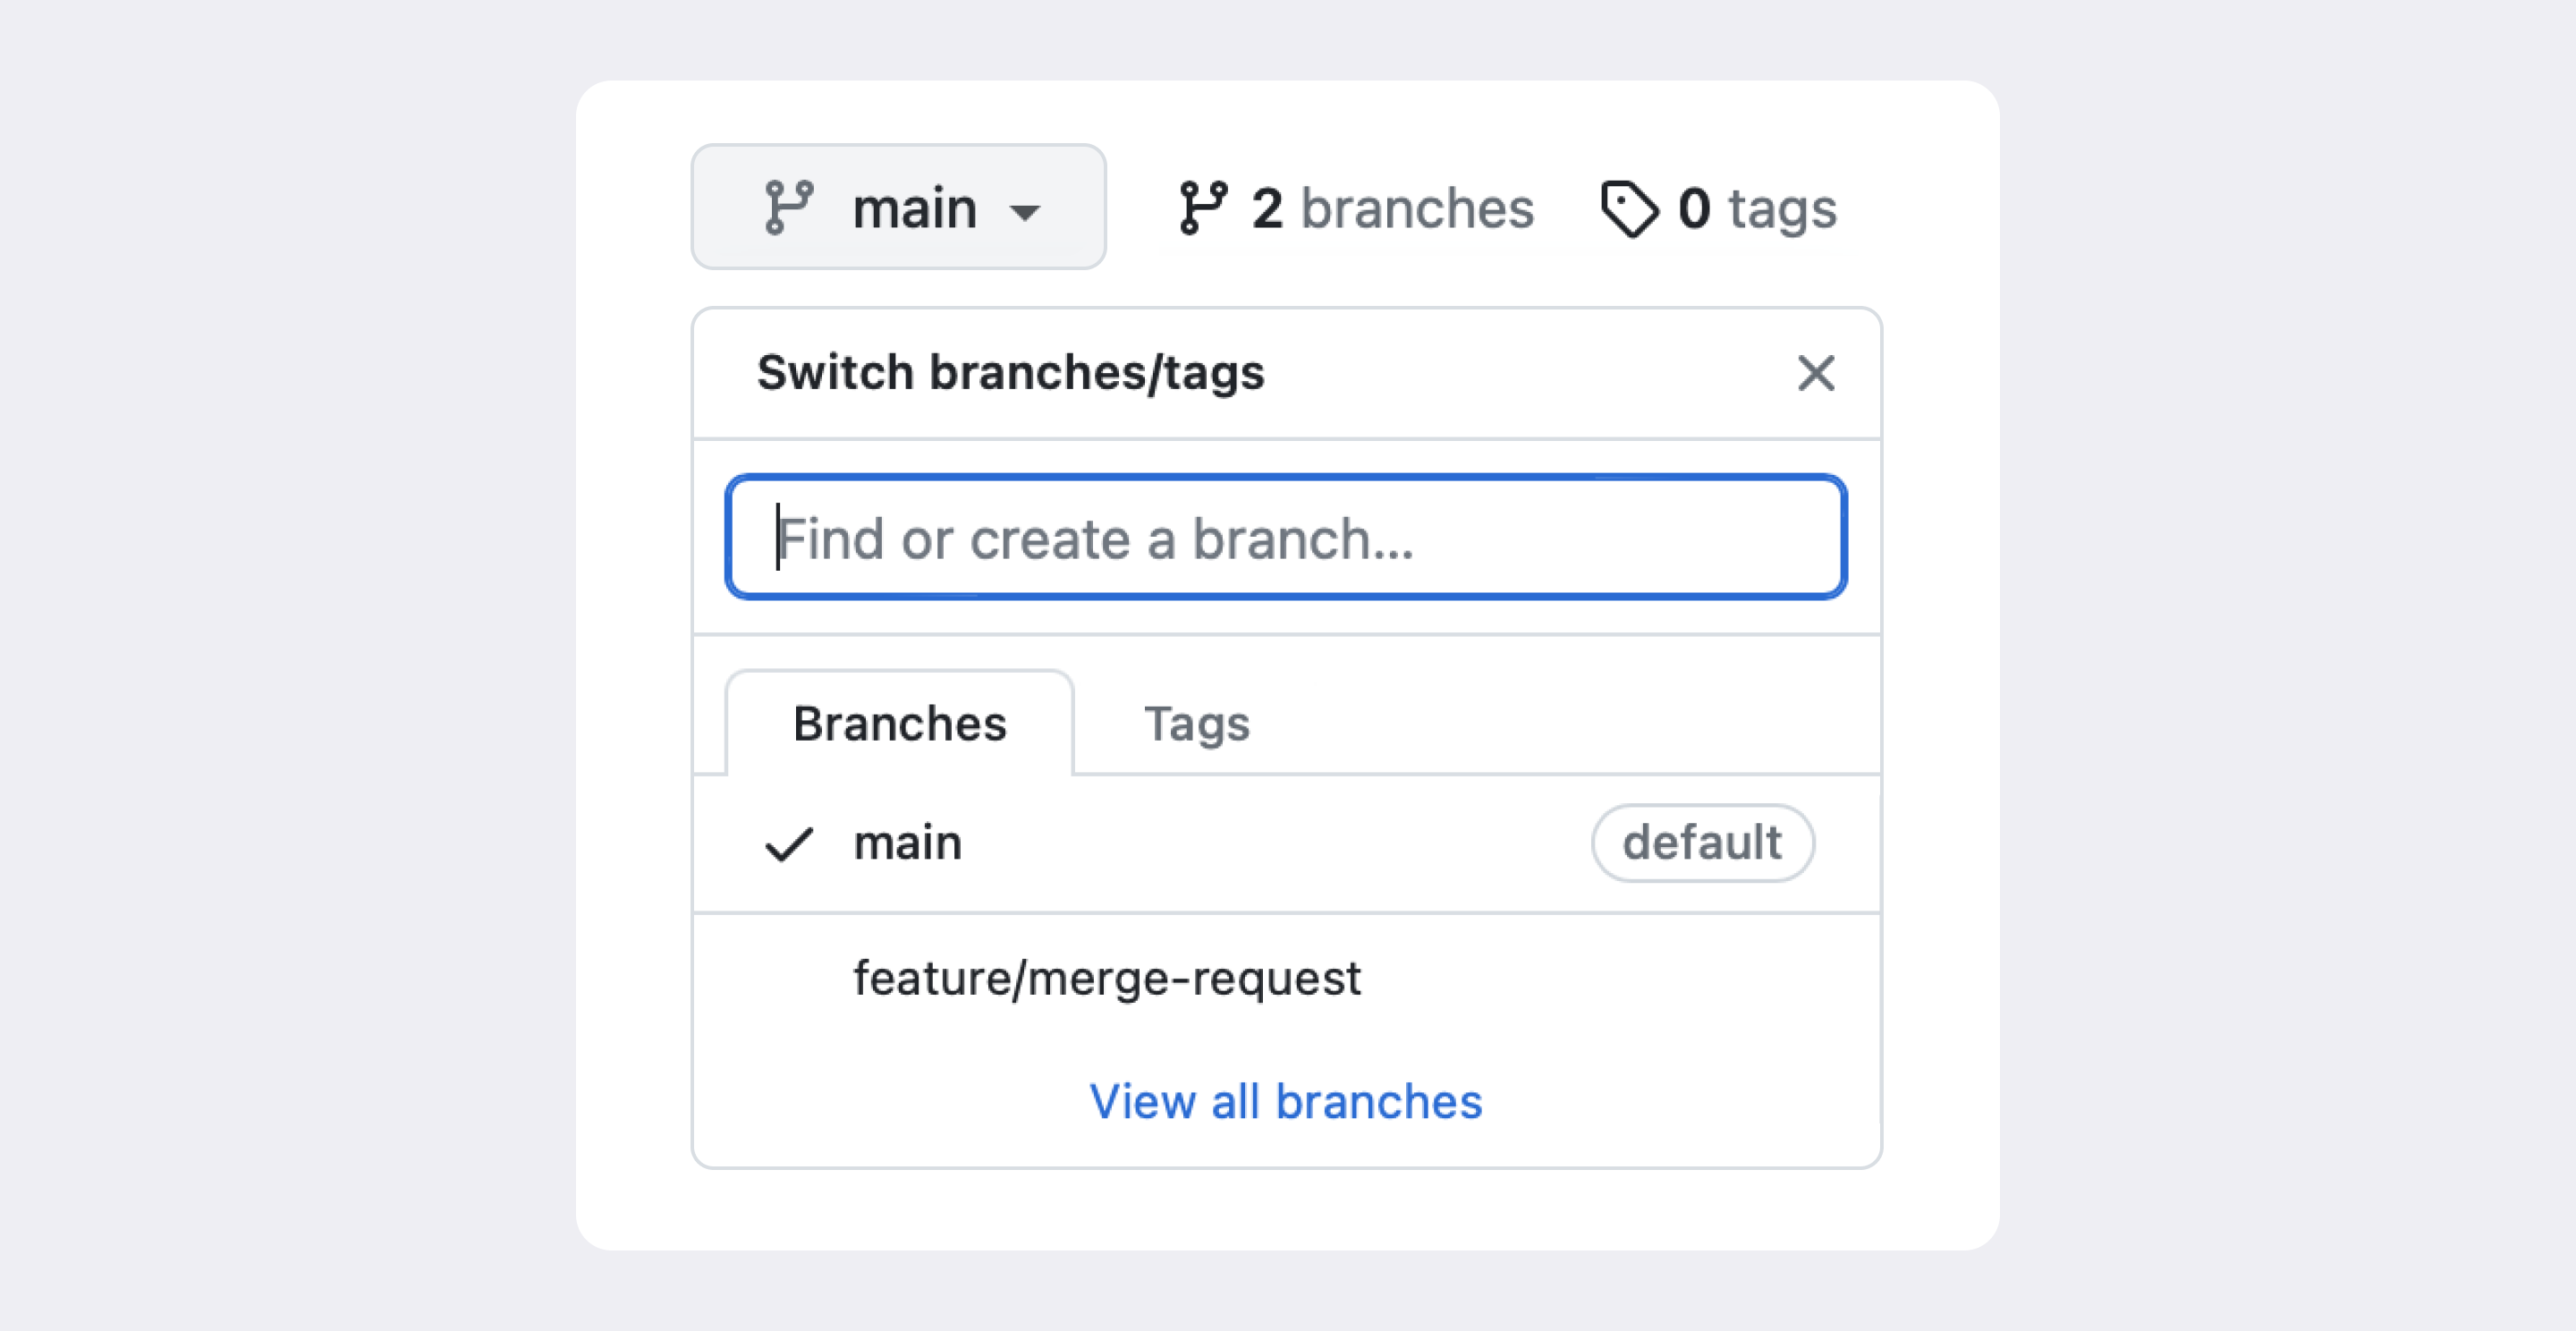 main 2 branches 0 tags
Switch branches/tags
Find or create a branch...
Branches Tags
main default
feature/merge-request
View all branches